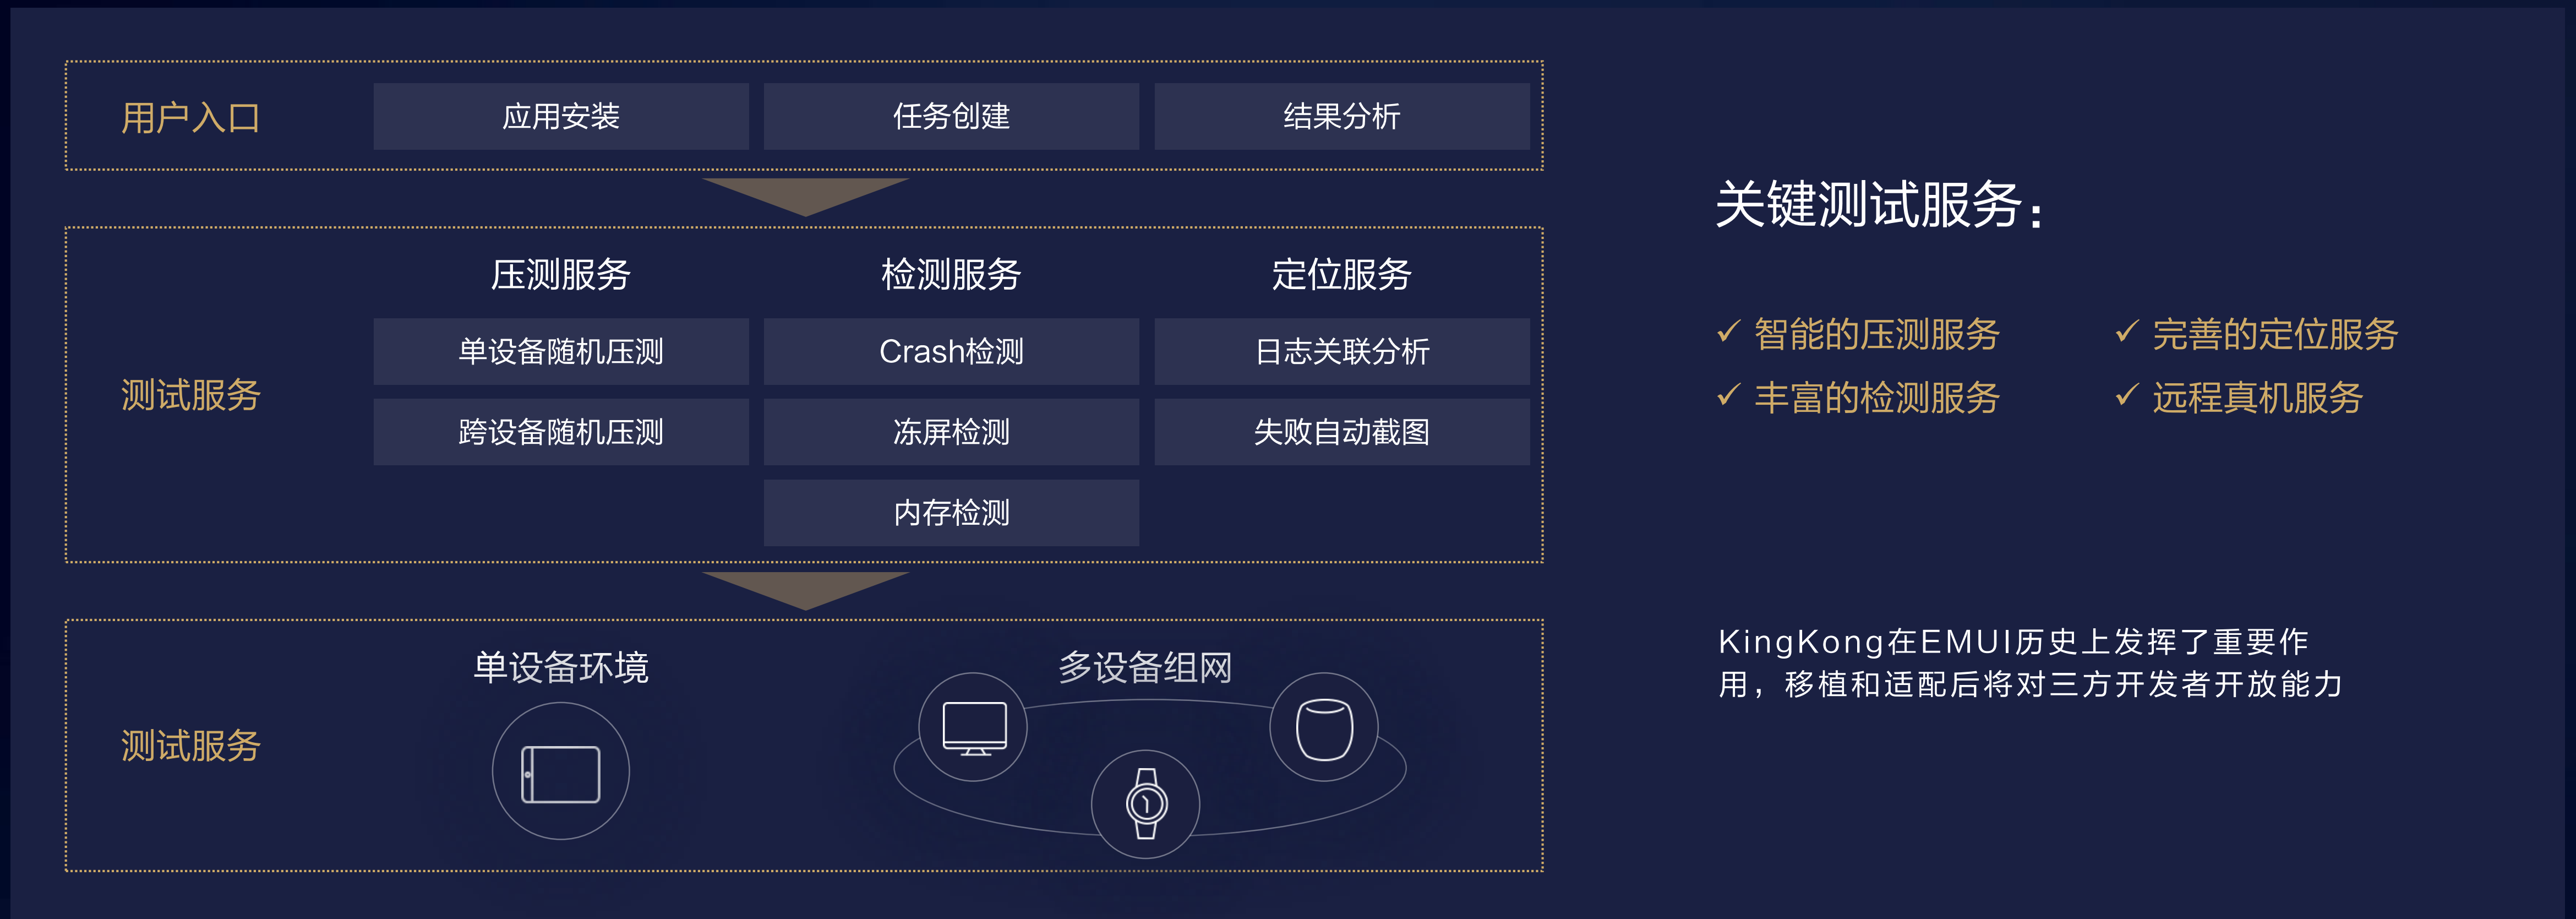 用户入口
应用安装
任务创建
结果分析
测试服务
压测服务
检测服务
定位服务
单设备随机压测
Crash检测
日志关联分析
跨设备随机压测
冻屏检测
失败自动截图
内存检测
测试服务
单设备环境
多设备组网
关键测试服务：
✓ 智能的压测服务
✓ 完善的定位服务
✓ 丰富的检测服务
✓ 远程真机服务
KingKong在EMUI历史上发挥了重要作
用，移植和适配后将对三方开发者开放能力